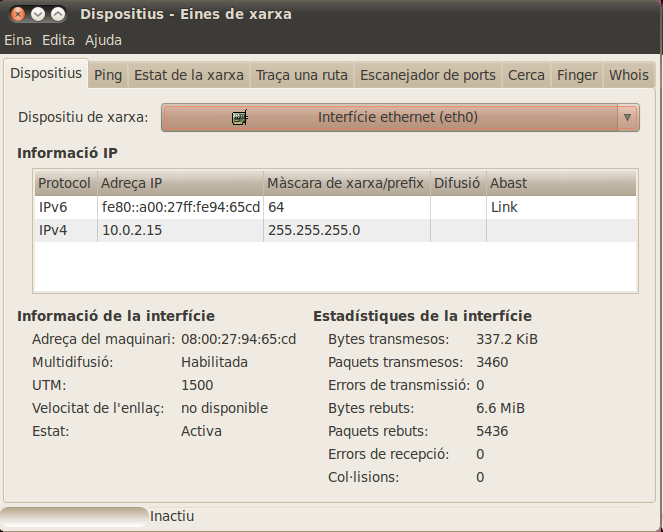 Dispositius - Eines de xarxa
Eina Edita Ajuda
Dispositius Ping Estat de la xarxa Traça una ruta Escanejador de ports Cerca Finger Whois
Dispositiu de xarxa: Interfície ethernet (eth0)
Informació IP
Protocol Adreça IP Màscara de xarxa/prefix Difusió Abast
IPv6 fe80::a00:27ff:fe94:65cd 64 Link
IPv4 10.0.2.15 255.255.255.0
Informació de la interfície
Adreça del maquinari: 08:00:27:94:65:cd
Multidifusió: Habilitada
UTM: 1500
Velocitat de l'enllaç: no disponible
Estat: Activa
Estadístiques de la interfície
Bytes transmesos: 337.2 KiB
Paquets transmesos: 3460
Errors de transmissió: 0
Bytes rebuts: 6.6 MiB
Paquets rebuts: 5436
Errors de recepció: 0
Col·lisions: 0
Inactiu